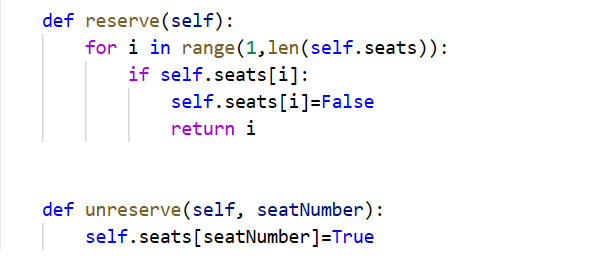 def reserve(self):
for i in range(1,len(self.seats)):
if self.seats[i]:
self.seats[i]=False
return i
def unreserve(self, seatNumber):
self.seats[seatNumber]=True